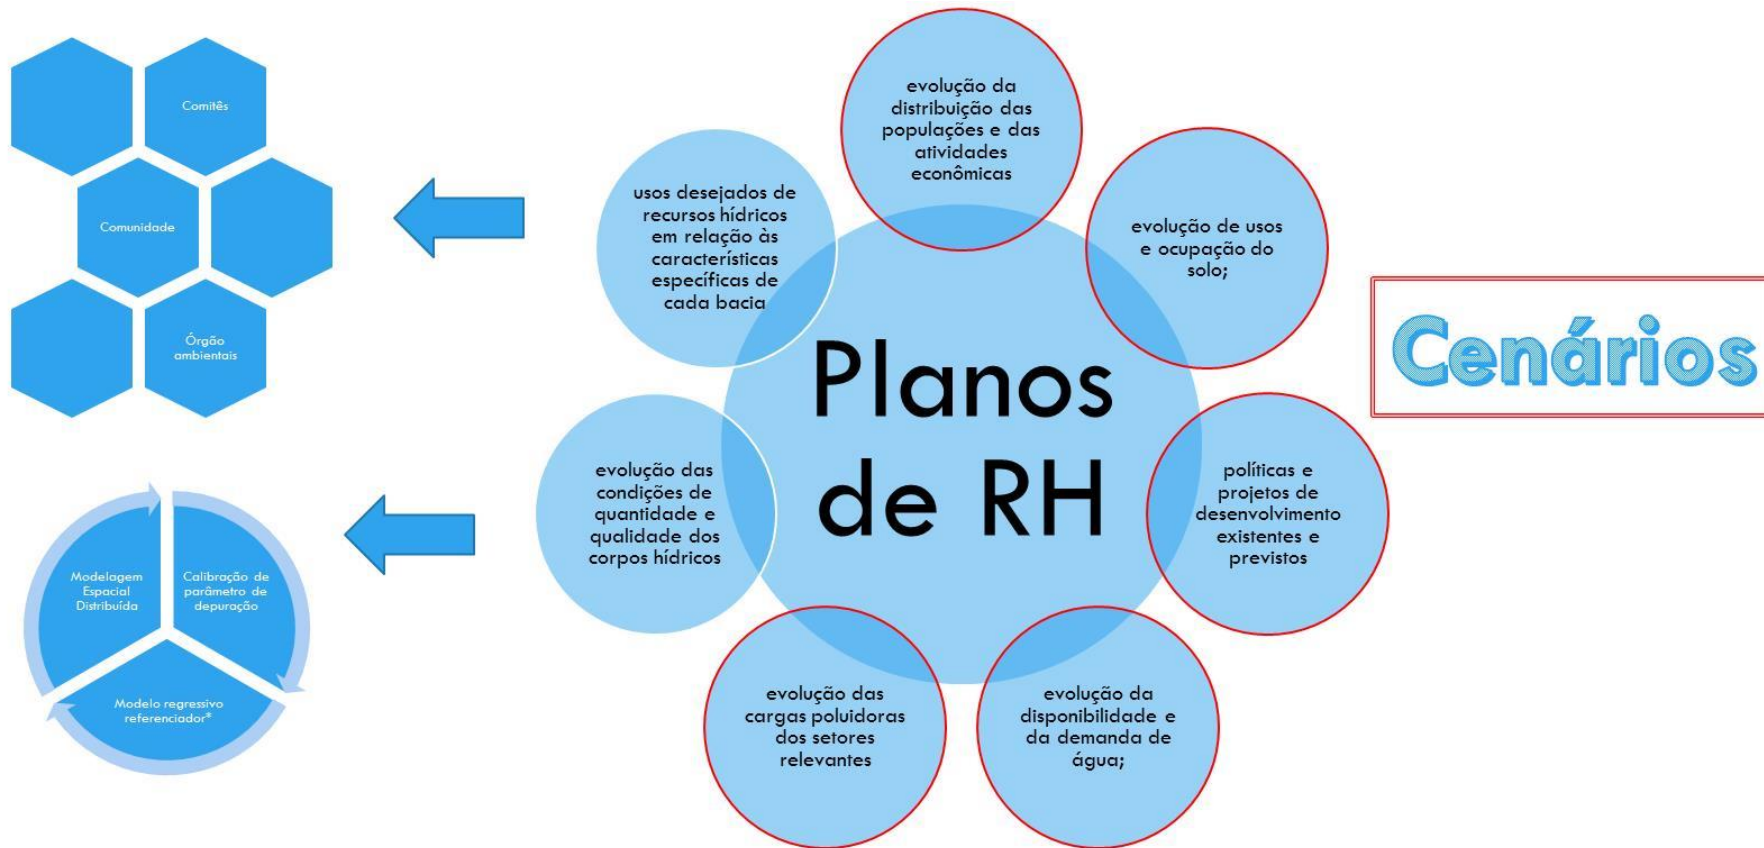 Comitês
Comunidade
Órgão
ambientais
Modelagem
Espacial
Distribuída
Calibração de
parâmetro de
depuração
Modelo regressivo
referenciador*
usos desejados de
recursos hídricos
em relação às
características
específicas de
cada bacia
evolução das
condições de
quantidade e
qualidade dos
corpos hídricos
evolução da
distribuição das
populações e das
atividades
econômicas
evolução de usos
e ocupação do
solo;
Planos
de RH
políticas e
projetos de
desenvolvimento
existentes e
previstos
evolução das
cargas poluidoras
dos setores
relevantes
evolução da
disponibilidade e
da demanda de
água;
Cenários